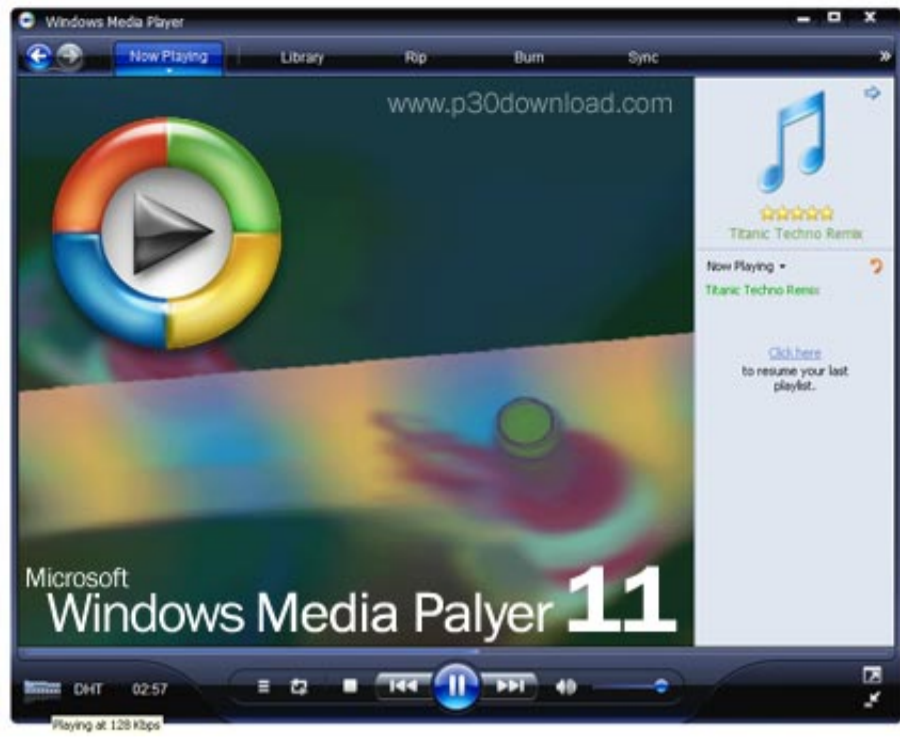 Windows Media Player
Now Playing Library Rip Burn Sync
www.p30download.com
Titanic Techno Remix
Now Playing
Titanic Techno Remix
Click here
to resume your last
playlist.
Microsoft
Windows Media Palyer 11
DHT 02:57
Playing at 128 Kbps